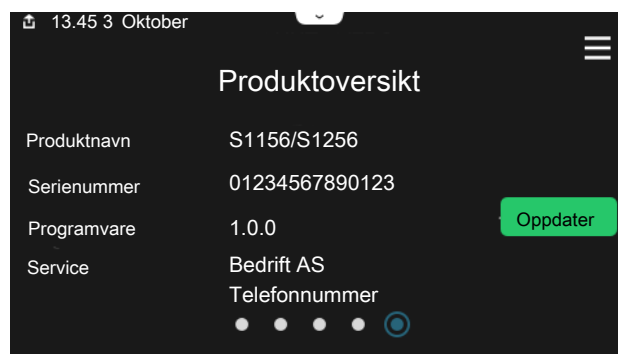 13.45 3 Oktober
Produktoversikt
Produktnavn S1156/S1256
Serienummer 01234567890123
Programvare 1.0.0 Oppdater
Service Bedrift AS
Telefonnummer